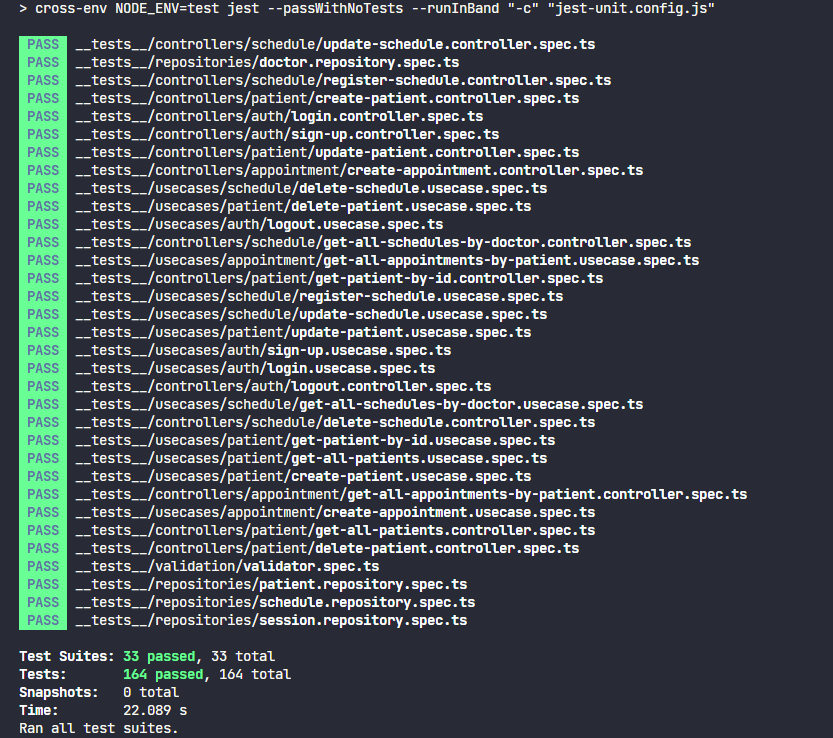 > cross-env NODE_ENV=test jest --passWithNoTests --runInBand "-c" "jest-unit.config.js"
PASS __tests__/controllers/schedule/update-schedule.controller.spec.ts
PASS __tests__/repositories/doctor.repository.spec.ts
PASS __tests__/controllers/schedule/register-schedule.controller.spec.ts
PASS __tests__/controllers/patient/create-patient.controller.spec.ts
PASS __tests__/controllers/auth/login.controller.spec.ts
PASS __tests__/controllers/auth/sign-up.controller.spec.ts
PASS __tests__/controllers/patient/update-patient.controller.spec.ts
PASS __tests__/controllers/appointment/create-appointment.controller.spec.ts
PASS __tests__/usecases/schedule/delete-schedule.usecase.spec.ts
PASS __tests__/usecases/patient/delete-patient.usecase.spec.ts
PASS __tests__/usecases/auth/logout.usecase.spec.ts
PASS __tests__/controllers/schedule/get-all-schedules-by-doctor.controller.spec.ts
PASS __tests__/usecases/appointment/get-all-appointments-by-patient.usecase.spec.ts
PASS __tests__/controllers/patient/get-patient-by-id.controller.spec.ts
PASS __tests__/usecases/schedule/register-schedule.usecase.spec.ts
PASS __tests__/usecases/schedule/update-schedule.usecase.spec.ts
PASS __tests__/usecases/patient/update-patient.usecase.spec.ts
PASS __tests__/usecases/auth/sign-up.usecase.spec.ts
PASS __tests__/usecases/auth/login.usecase.spec.ts
PASS __tests__/controllers/auth/logout.controller.spec.ts
PASS __tests__/usecases/schedule/get-all-schedules-by-doctor.usecase.spec.ts
PASS __tests__/controllers/schedule/delete-schedule.controller.spec.ts
PASS __tests__/usecases/patient/get-patient-by-id.usecase.spec.ts
PASS __tests__/usecases/patient/get-all-patients.usecase.spec.ts
PASS __tests__/usecases/patient/create-patient.usecase.spec.ts
PASS __tests__/controllers/appointment/get-all-appointments-by-patient.controller.spec.ts
PASS __tests__/usecases/appointment/create-appointment.usecase.spec.ts
PASS __tests__/controllers/patient/get-all-patients.controller.spec.ts
PASS __tests__/controllers/patient/delete-patient.controller.spec.ts
PASS __tests__/validation/validator.spec.ts
PASS __tests__/repositories/patient.repository.spec.ts
PASS __tests__/repositories/schedule.repository.spec.ts
PASS __tests__/repositories/session.repository.spec.ts
Test Suites: 33 passed, 33 total
Tests: 164 passed, 164 total
Snapshots: 0 total
Time: 22.089 s
Ran all test suites.